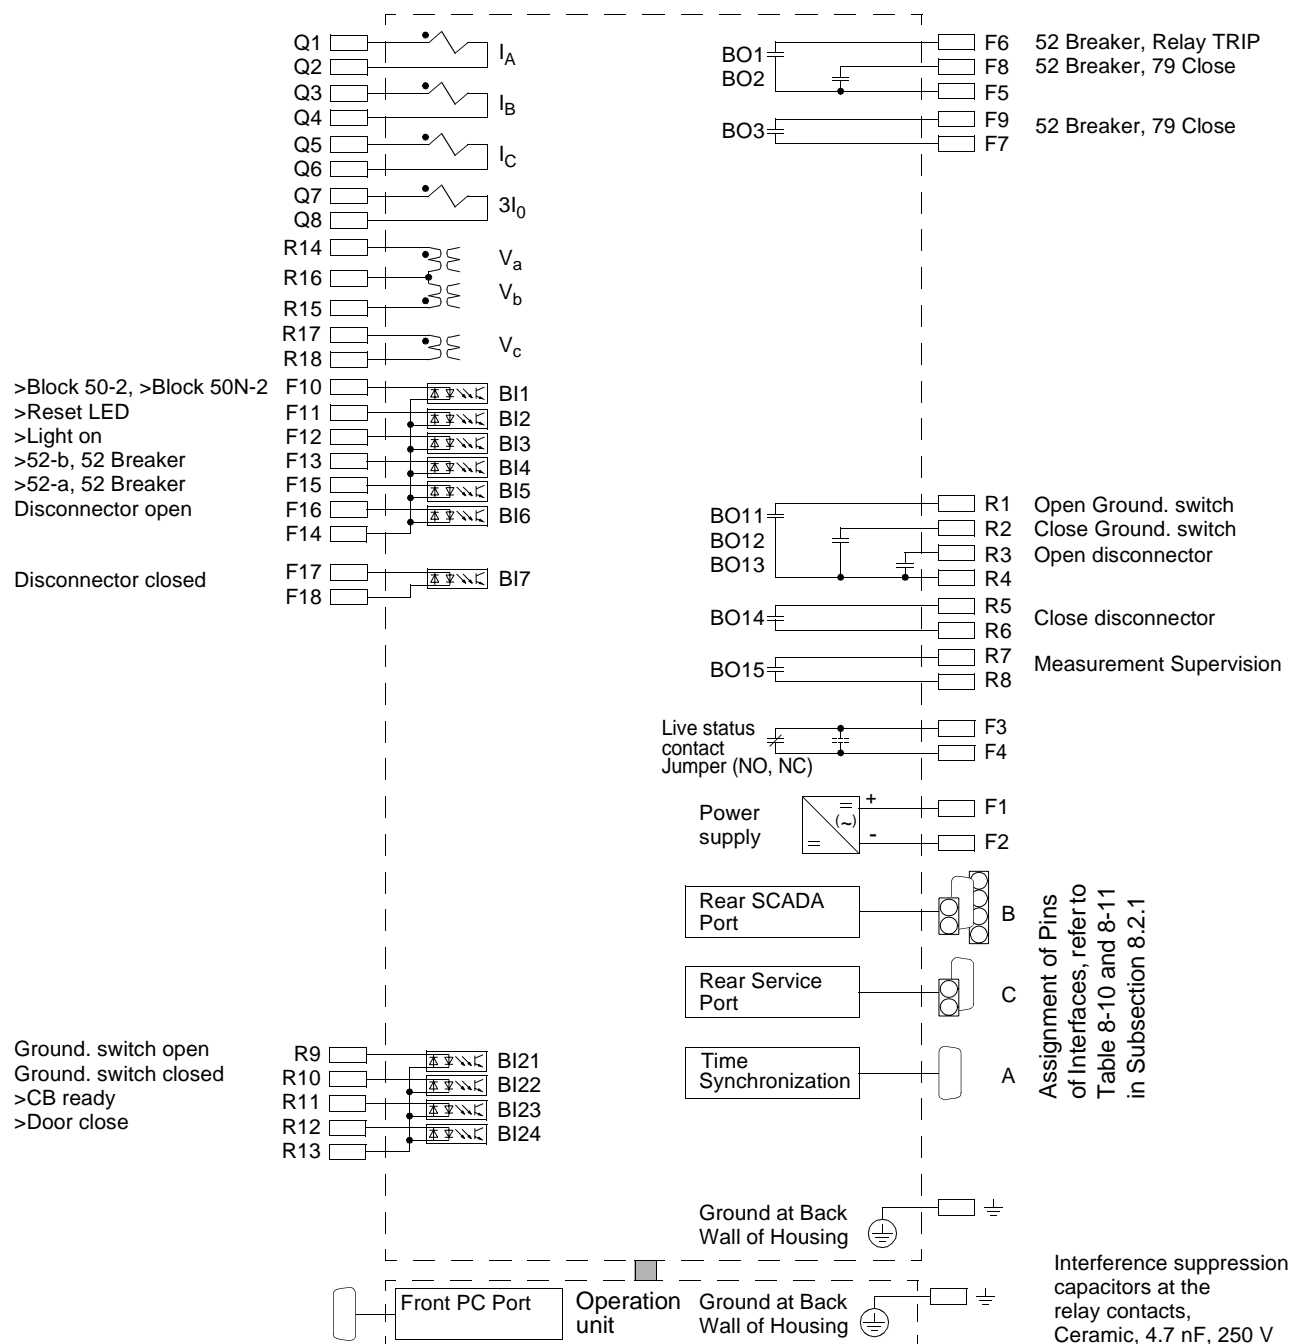 Q1
Q2
I_A
Q3
Q4
I_B
Q5
Q6
I_C
Q7
Q8
3I_0
R14
R16
R15
V_a
V_b
R17
R18
V_c
>Block 50-2, >Block 50N-2 F10 BI1
>Reset LED F11 BI2
>Light on F12 BI3
>52-b, 52 Breaker F13 BI4
>52-a, 52 Breaker F15 BI5
Disconnector open F16 BI6
F14
Disconnector closed F17 BI7
F18
Ground. switch open R9 BI21
Ground. switch closed R10 BI22
>CB ready R11 BI23
>Door close R12 BI24
R13
BO1 F6 52 Breaker, Relay TRIP
BO2 F8 52 Breaker, 79 Close
F5
BO3 F9 52 Breaker, 79 Close
F7
BO11 R1 Open Ground. switch
BO12 R2 Close Ground. switch
BO13 R3 Open disconnector
R4
BO14 R5 Close disconnector
R6
BO15 R7 Measurement Supervision
R8
Live status
contact
Jumper (NO, NC)
F3
F4
Power
supply
=
(~)
=
+
-
F1
F2
Rear SCADA
Port
B
Rear Service
Port
C
Time
Synchronization
A
Assignment of Pins
of Interfaces, refer to
Table 8-10 and 8-11
in Subsection 8.2.1
Ground at Back
Wall of Housing
Front PC Port
Operation
unit
Ground at Back
Wall of Housing
Interference suppression
capacitors at the
relay contacts,
Ceramic, 4.7 nF, 250 V